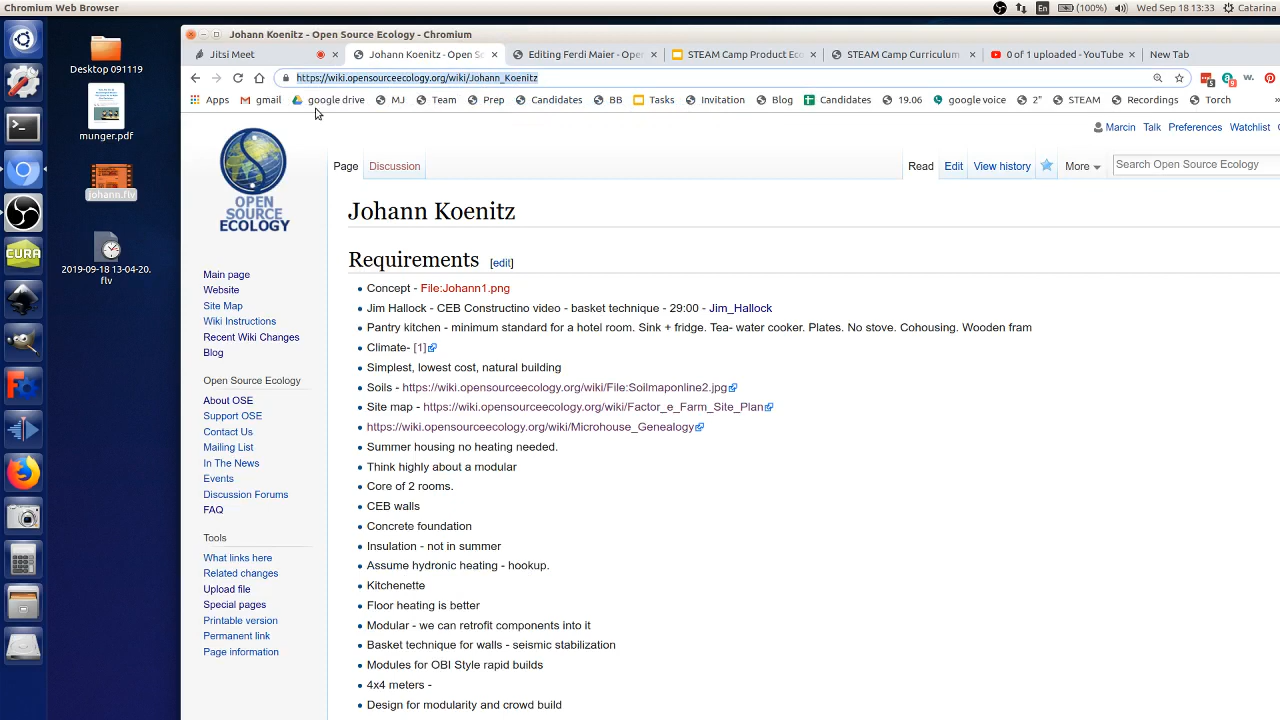 Chromium Web Browser
En
(100%)
Wed Sep 18 13:33
Catarina
Desktop 091119
munger.pdf
johann.flv
2019-09-18 13-04-20.
flv
CURA
Johann Koenitz - Open Source Ecology - Chromium
Jitsi Meet
Johann Koenitz - Open So
Editing Ferdi Maier - Ope
STEAM Camp Product Ec
STEAM Camp Curriculum
0 of 1 uploaded - YouTube
New Tab
https://wiki.opensourceecology.org/wiki/Johann_Koenitz
Apps
gmail
google drive
MJ
Team
Prep
Candidates
BB
Tasks
Invitation
Blog
Candidates
19.06
google voice
2"
STEAM
Recordings
Torch
»
Marcin
Talk
Preferences
Watchlist
Page
Discussion
Read
Edit
View history
More
Search Open Source Ecology
OPEN
SOURCE
ECOLOGY
Main page
Website
Site Map
Wiki Instructions
Recent Wiki Changes
Blog
Open Source Ecology
About OSE
Support OSE
Contact Us
Mailing List
In The News
Events
Discussion Forums
FAQ
Tools
What links here
Related changes
Upload file
Special pages
Printable version
Permanent link
Page information
Johann Koenitz
Requirements [edit]
Concept - File:Johann1.png
Jim Hallock - CEB Constructino video - basket technique - 29:00 - Jim_Hallock
Pantry kitchen - minimum standard for a hotel room. Sink + fridge. Tea- water cooker. Plates. No stove. Cohousing. Wooden fram
Climate- [1]
Simplest, lowest cost, natural building
Soils - https://wiki.opensourceecology.org/wiki/File:Soilmaponline2.jpg
Site map - https://wiki.opensourceecology.org/wiki/Factor_e_Farm_Site_Plan
https://wiki.opensourceecology.org/wiki/Microhouse_Genealogy
Summer housing no heating needed.
Think highly about a modular
Core of 2 rooms.
CEB walls
Concrete foundation
Insulation - not in summer
Assume hydronic heating - hookup.
Kitchenette
Floor heating is better
Modular - we can retrofit components into it
Basket technique for walls - seismic stabilization
Modules for OBI Style rapid builds
4x4 meters -
Design for modularity and crowd build